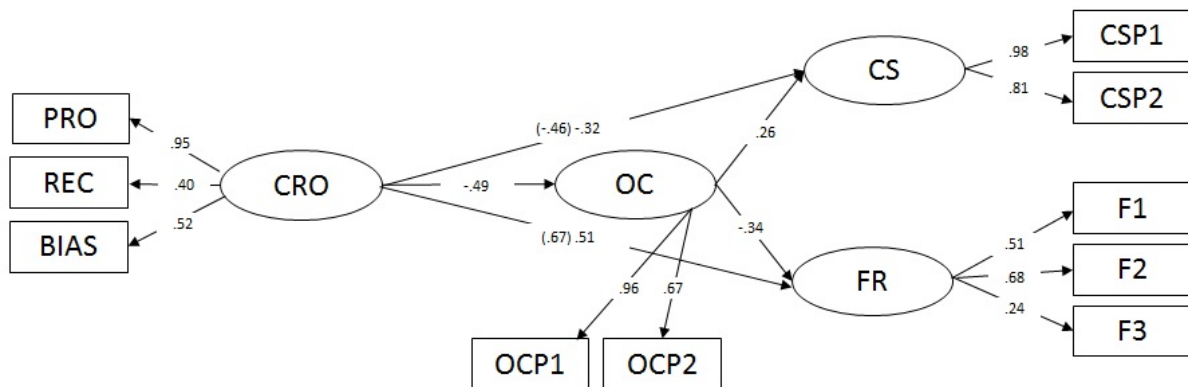 CSP1
CS
.98
.81
CSP2
PRO
.95
(-.46) -.32
.26
REC
.40
CRO
-.49
OC
F1
BIAS
.52
(.67) .51
-.34
.51
F2
FR
.68
.96
.67
.24
F3
OCP1
OCP2